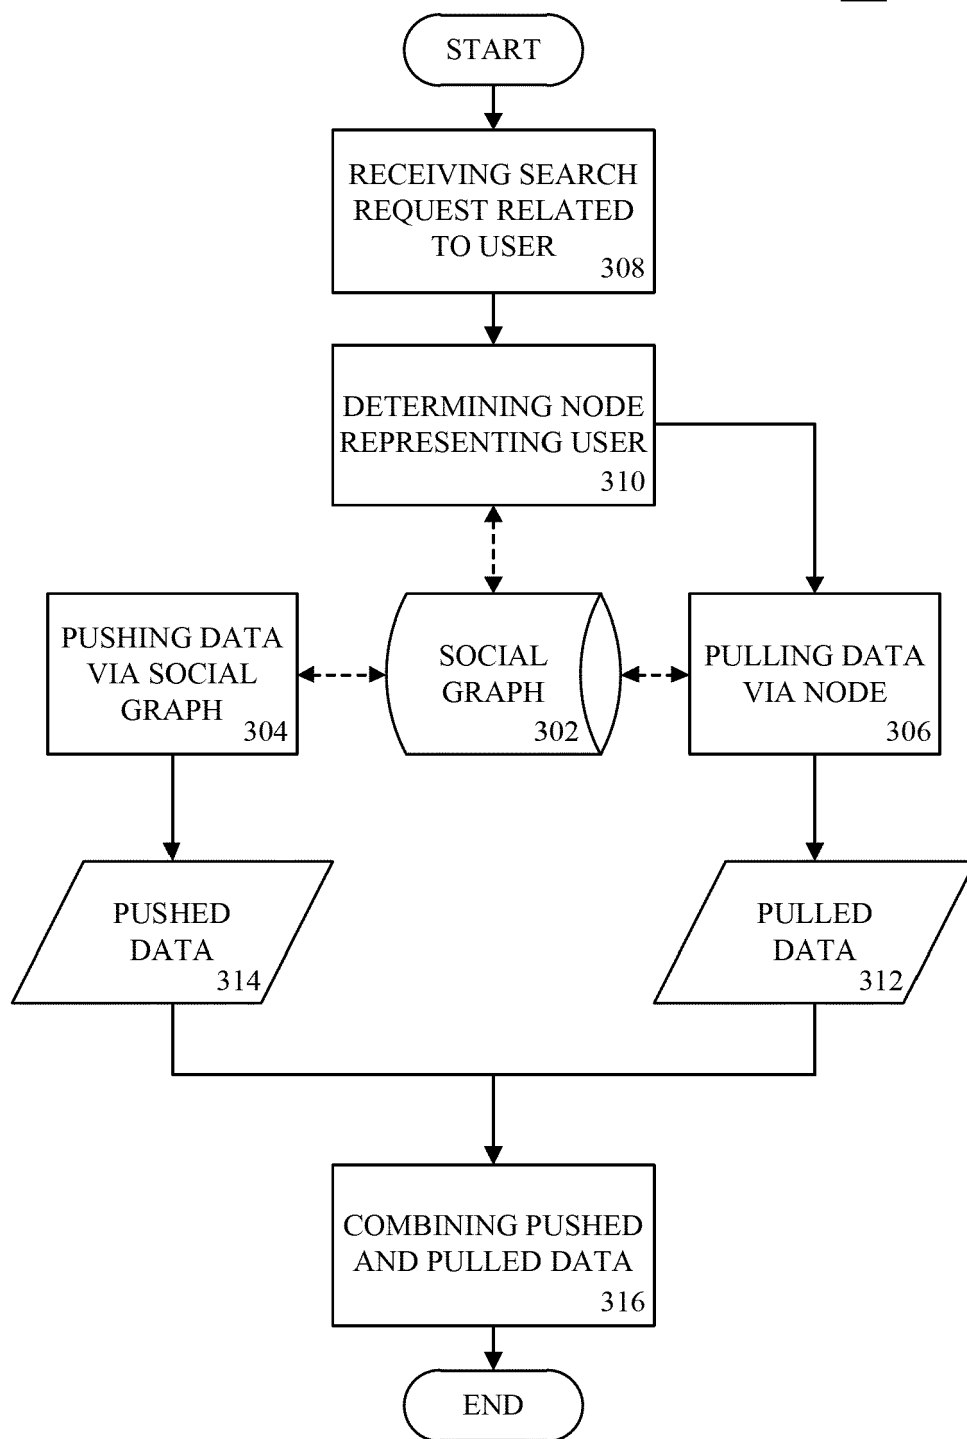 START
RECEIVING SEARCH
REQUEST RELATED
TO USER
308
DETERMINING NODE
REPRESENTING USER
310
PUSHING DATA
VIA SOCIAL
GRAPH
304
SOCIAL
GRAPH
302
PULLING DATA
VIA NODE
306
PUSHED
DATA
314
PULLED
DATA
312
COMBINING PUSHED
AND PULLED DATA
316
END